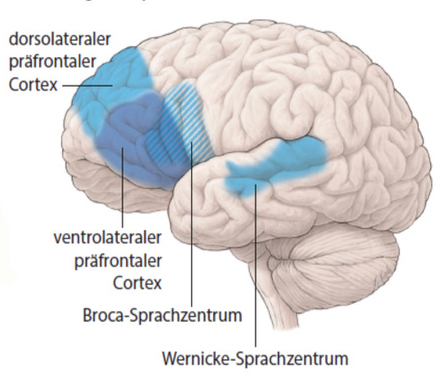 dorsolateraler
präfrontaler
Cortex
ventrolateraler
präfrontaler
Cortex
Broca-Sprachzentrum
Wernicke-Sprachzentrum